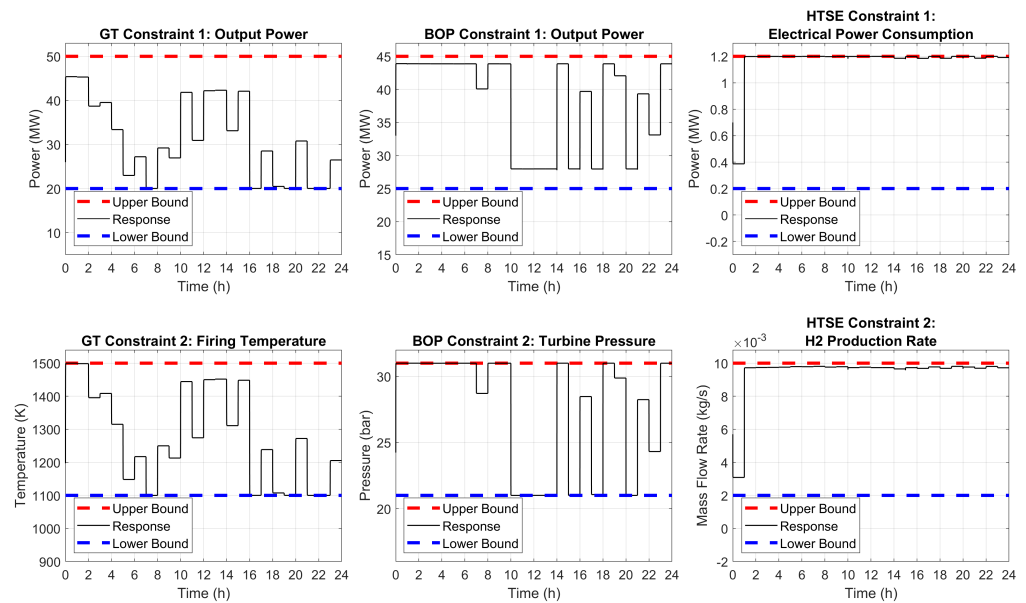 GT Constraint 1: Output Power
50
40
30
20
10
Power (MW)
Upper Bound
Response
Lower Bound
0 2 4 6 8 10 12 14 16 18 20 22 24
Time (h)
BOP Constraint 1: Output Power
45
40
35
30
25
20
15
Power (MW)
Upper Bound
Response
Lower Bound
0 2 4 6 8 10 12 14 16 18 20 22 24
Time (h)
HTSE Constraint 1:
Electrical Power Consumption
1.2
1
0.8
0.6
0.4
0.2
0
-0.2
Power (MW)
Upper Bound
Response
Lower Bound
0 2 4 6 8 10 12 14 16 18 20 22 24
Time (h)
GT Constraint 2: Firing Temperature
1500
1400
1300
1200
1100
1000
900
Temperature (K)
Upper Bound
Response
Lower Bound
0 2 4 6 8 10 12 14 16 18 20 22 24
Time (h)
BOP Constraint 2: Turbine Pressure
30
25
20
Pressure (bar)
Upper Bound
Response
Lower Bound
0 2 4 6 8 10 12 14 16 18 20 22 24
Time (h)
HTSE Constraint 2:
H2 Production Rate
×10⁻³
10
8
6
4
2
0
-2
Mass Flow Rate (kg/s)
Upper Bound
Response
Lower Bound
0 2 4 6 8 10 12 14 16 18 20 22 24
Time (h)